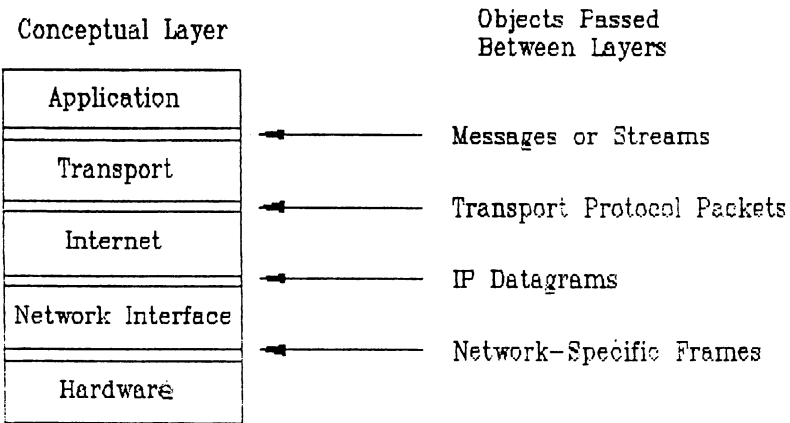 Conceptual Layer
Objects Passed
Between Layers
Application
Messages or Streams
Transport
Transport Protocol Packets
Internet
IP Datagrams
Network Interface
Network-Specific Frames
Hardware